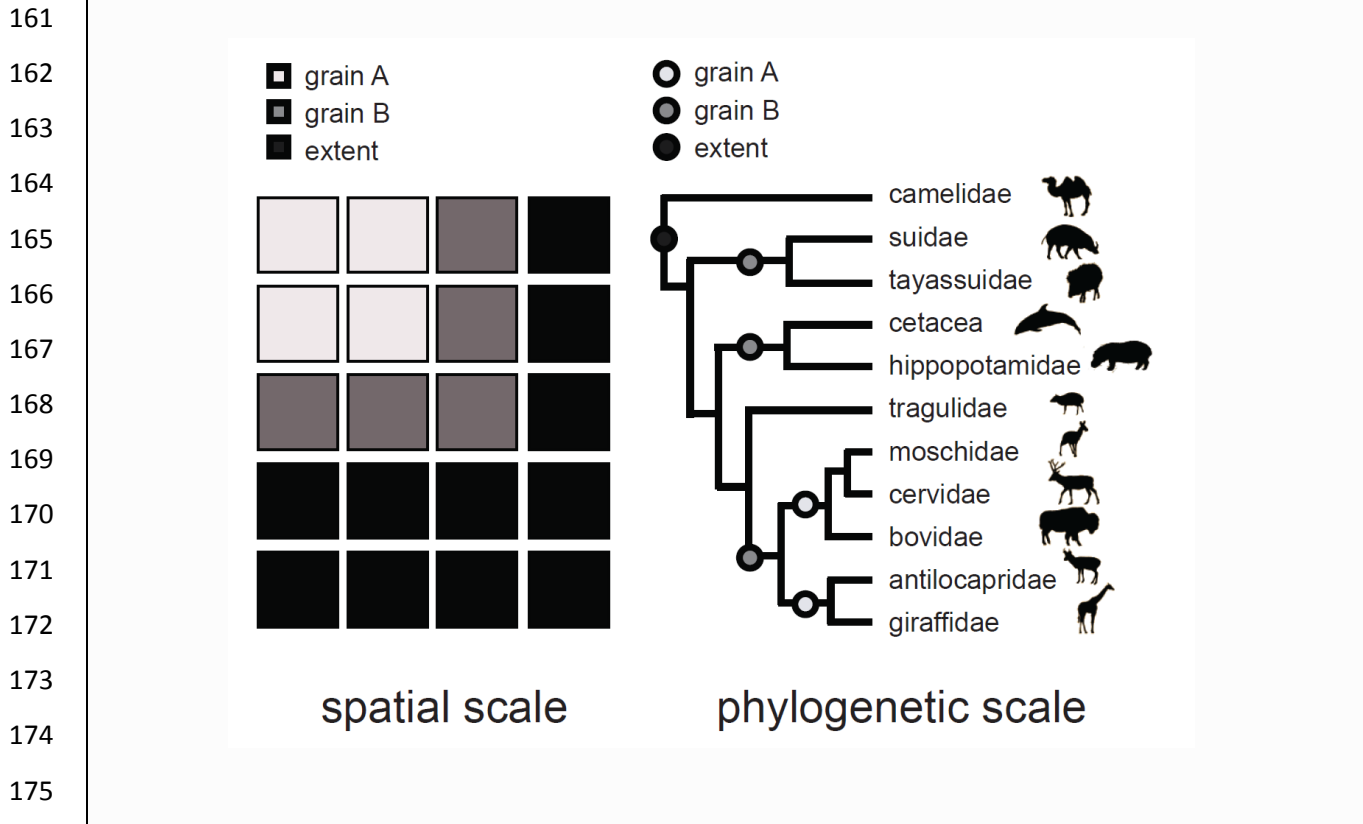 161
162
163
164
165
166
167
168
169
170
171
172
173
174
175
grain A
grain B
extent
grain A
grain B
extent
camelidae
suidae
tayassuidae
cetacea
hippopotamidae
tragulidae
moschidae
cervidae
bovidae
antilocapridae
giraffidae
spatial scale
phylogenetic scale